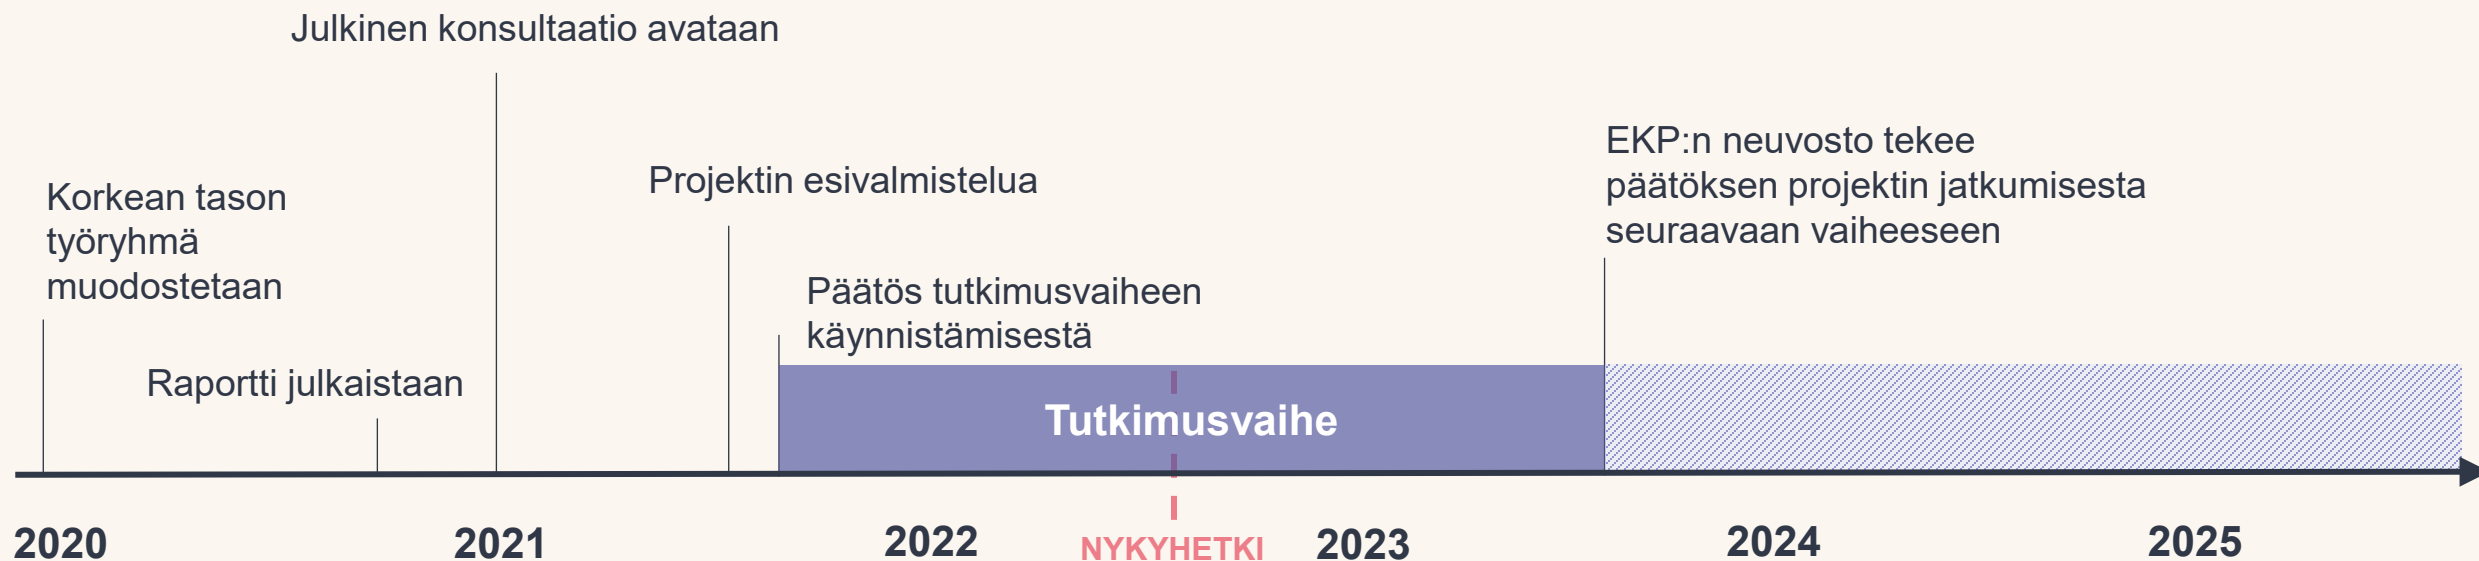 Julkinen konsultaatio avataan
Korkean tason
työryhmä
muodostetaan
Raportti julkaistaan
Projektin esivalmistelua
Päätös tutkimusvaiheen
käynnistämisestä
EKP:n neuvosto tekee
päätöksen projektin jatkumisesta
seuraavaan vaiheeseen
Tutkimusvaihe
2020
2021
2022
NYKYHETKI
2023
2024
2025